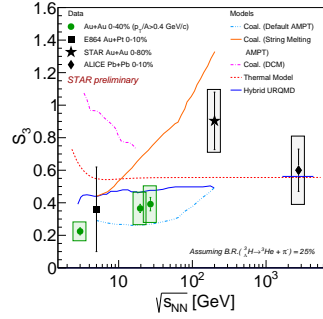 Data
Au+Au 0-40% (p_T/A>0.4 GeV/c)
E864 Au+Pt 0-10%
STAR Au+Au 0-80%
ALICE Pb+Pb 0-10%
STAR preliminary
Models
Coal. (Default AMPT)
Coal. (String Melting
AMPT)
Coal. (DCM)
Thermal Model
Hybrid URQMD
S₃
1.6
1.4
1.2
1
0.8
0.6
0.4
0.2
0
Assuming B.R.(³_ΛH→³He + π⁻) = 25%
10
10²
10³
√s_NN [GeV]